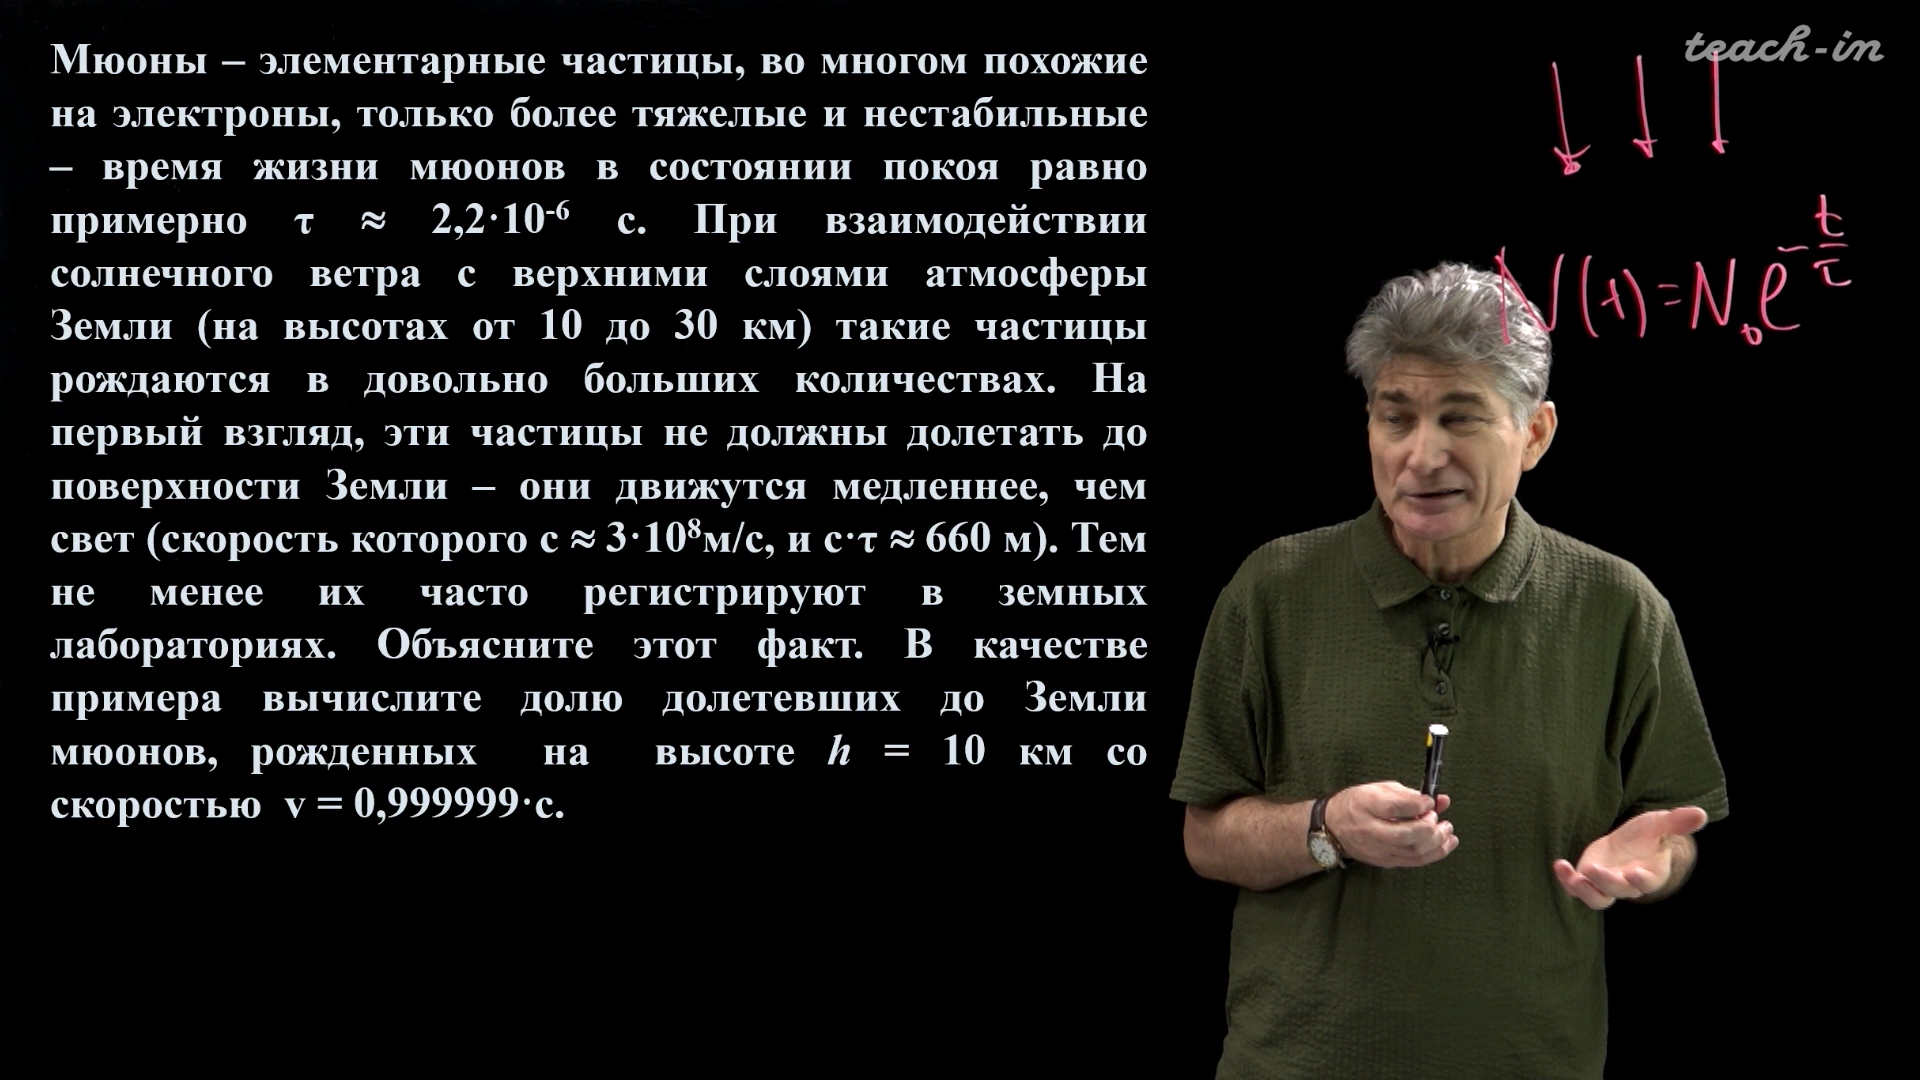 Мюоны – элементарные частицы, во многом похожие
на электроны, только более тяжелые и нестабильные
– время жизни мюонов в состоянии покоя равно
примерно τ ≈ 2,2·10⁻⁶ с. При взаимодействии
солнечного ветра с верхними слоями атмосферы
Земли (на высотах от 10 до 30 км) такие частицы
рождаются в довольно больших количествах. На
первый взгляд, эти частицы не должны долетать до
поверхности Земли – они движутся медленнее, чем
свет (скорость которого с ≈ 3·10⁸м/с, и с·τ ≈ 660 м). Тем
не менее их часто регистрируют в земных
лабораториях. Объясните этот факт. В качестве
примера вычислите долю долетевших до Земли
мюонов, рожденных на высоте h = 10 км со
скоростью v = 0,999999·с.
teach-in
N(t)=N₀e^(-t/τ)